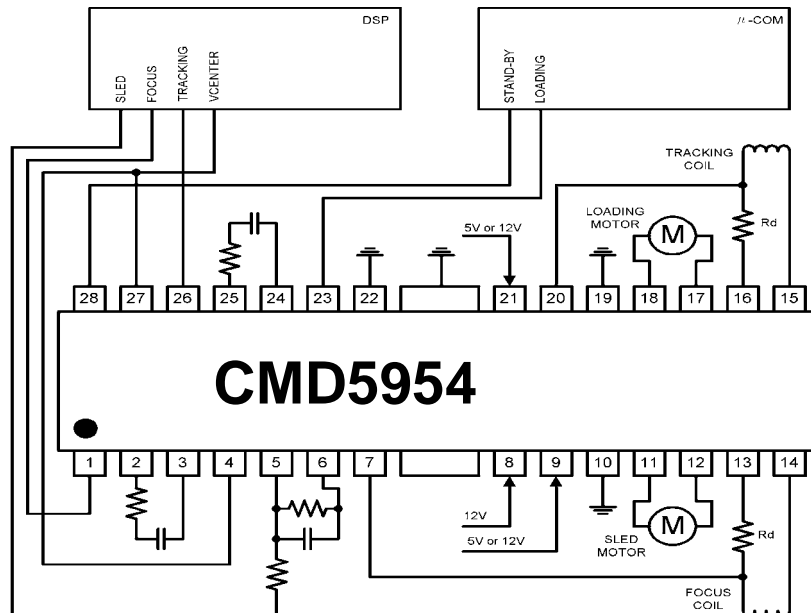 DSP
μ-COM
SLED
FOCUS
TRACKING
VCENTER
STAND-BY
LOADING
TRACKING
COIL
5V or 12V
LOADING
MOTOR
M
Rd
28 27 26 25 24 23 22 21 20 19 18 17 16 15
CMD5954
1 2 3 4 5 6 7 8 9 10 11 12 13 14
12V
5V or 12V
SLED
MOTOR
M
Rd
FOCUS
COIL